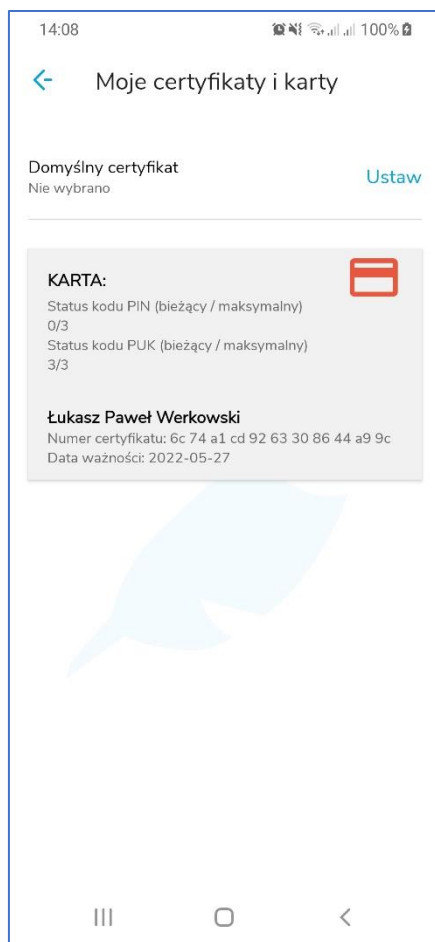 14:08 100%
Moje certyfikaty i karty
Domyślny certyfikat
Nie wybrano
Ustaw
KARTA:
Status kodu PIN (bieżący / maksymalny)
0/3
Status kodu PUK (bieżący / maksymalny)
3/3
Łukasz Paweł Werkowski
Numer certyfikatu: 6c 74 a1 cd 92 63 30 86 44 a9 9c
Data ważności: 2022-05-27